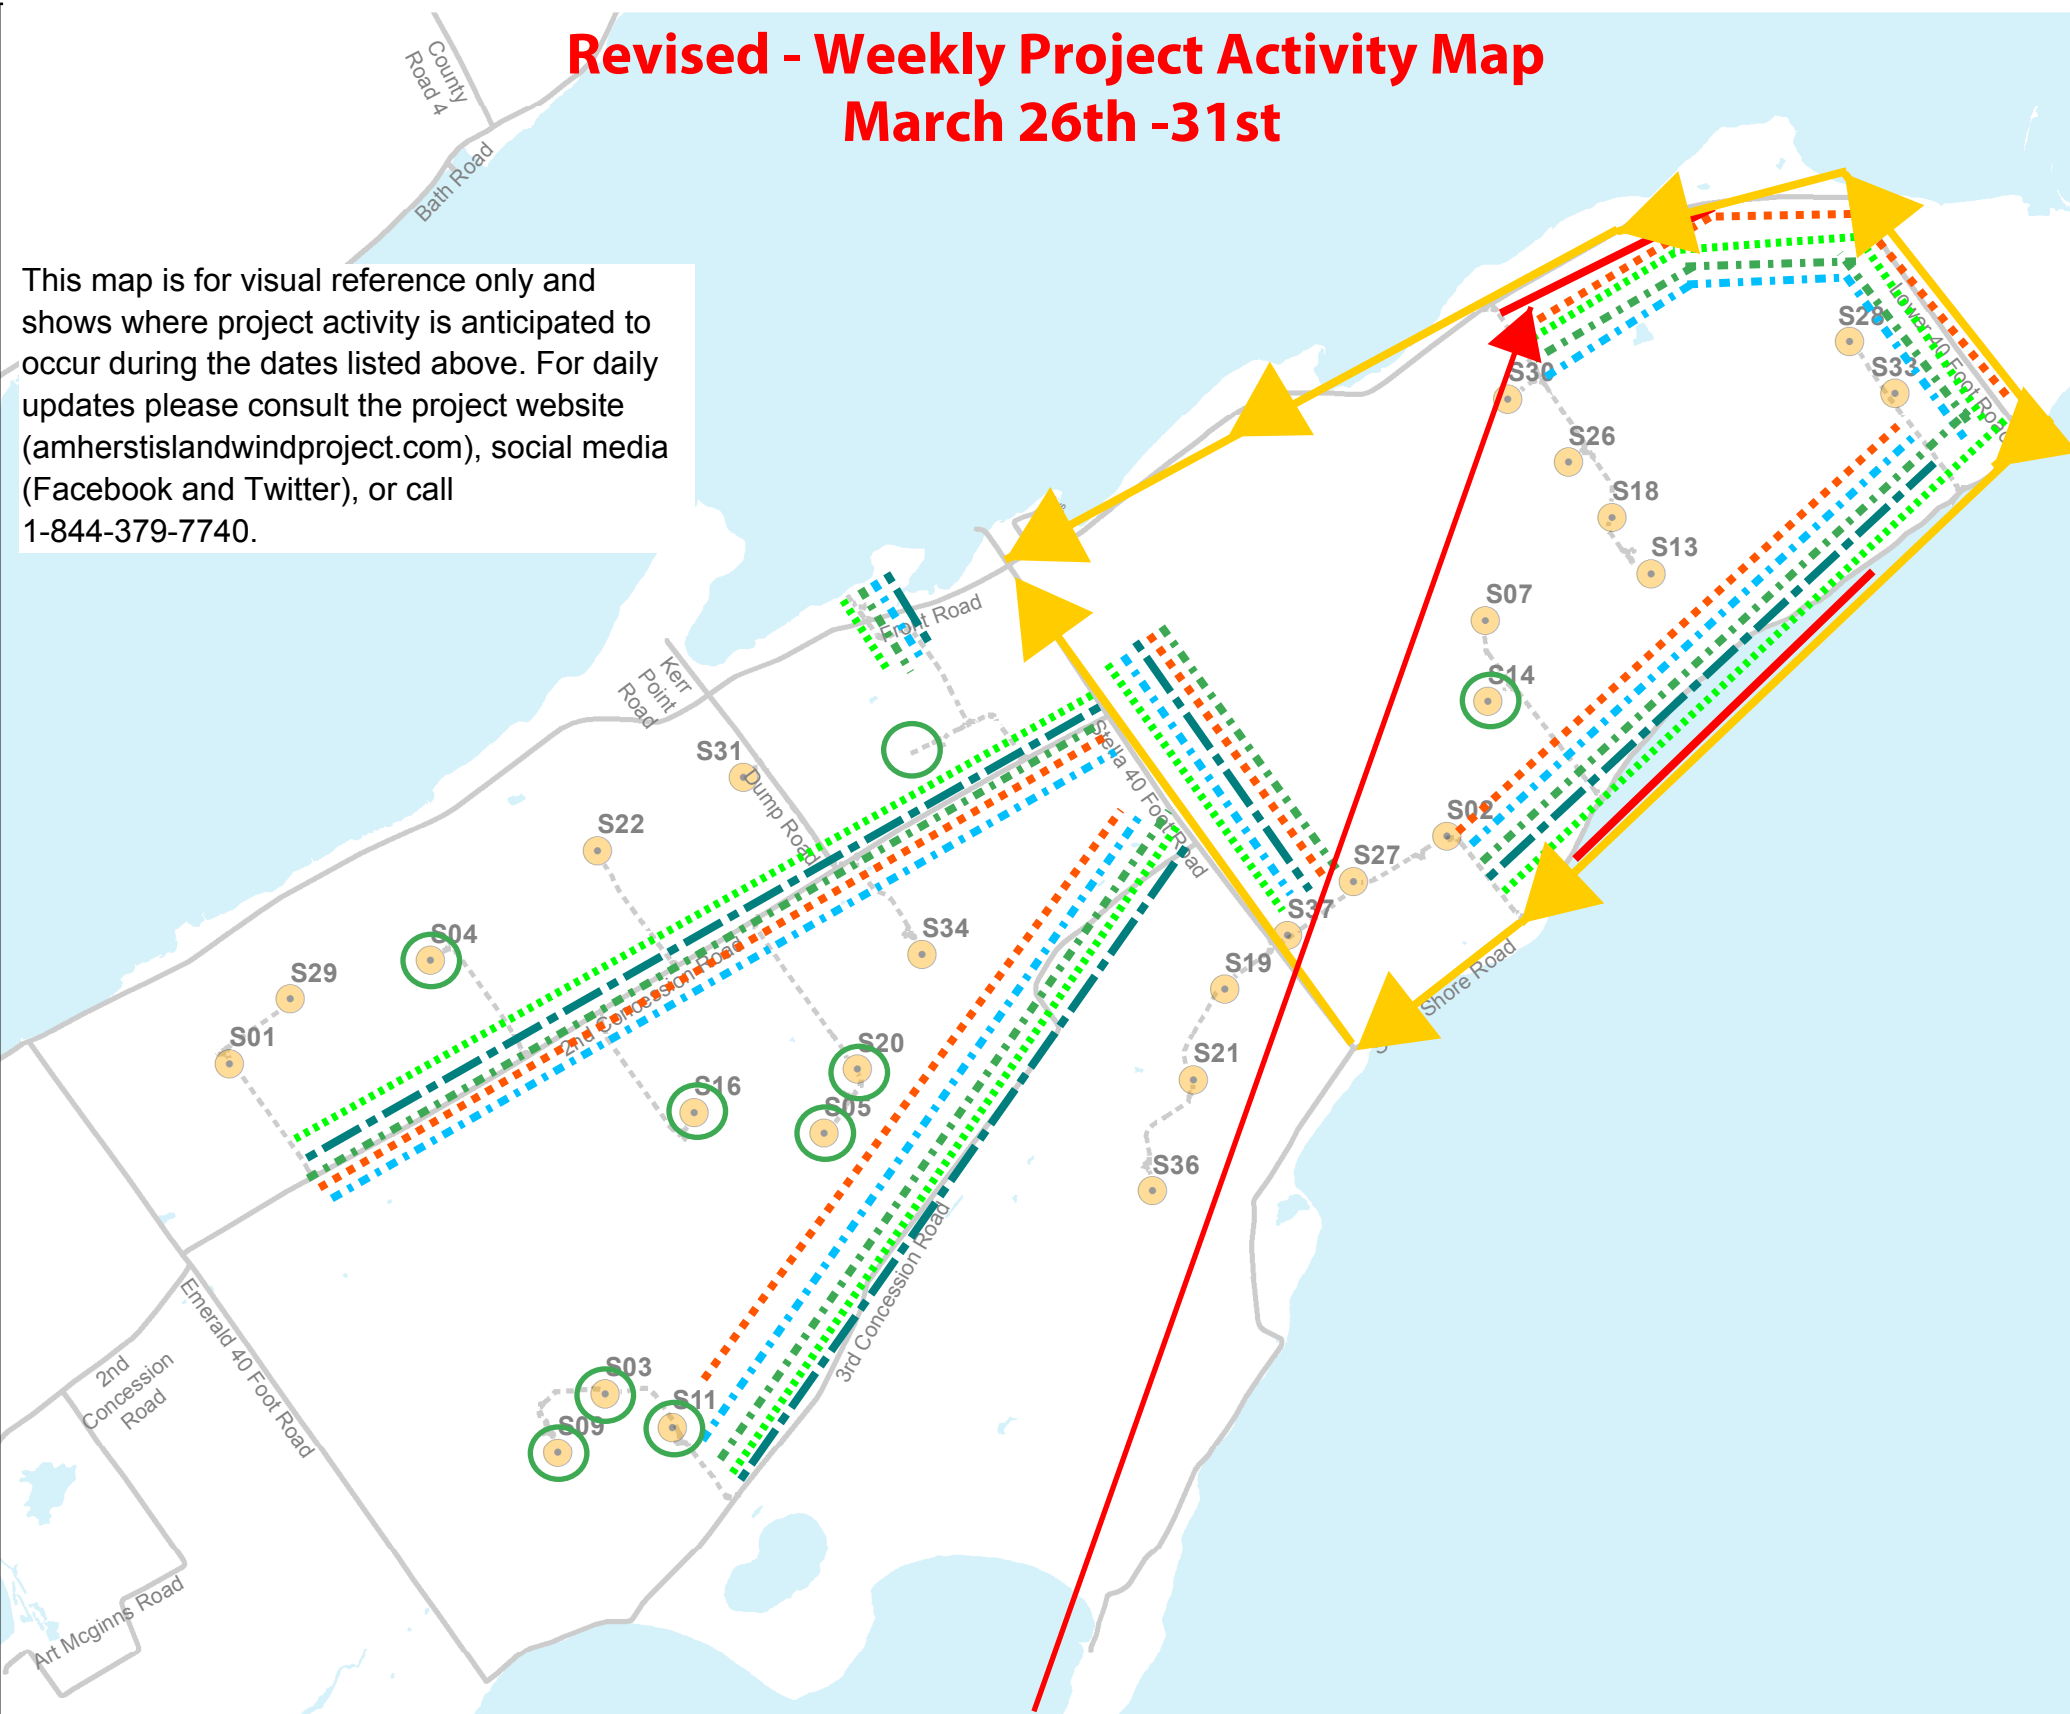 Revised - Weekly Project Activity Map
March 26th -31st
County
Road 4
Bath Road
This map is for visual reference only and
shows where project activity is anticipated to
occur during the dates listed above. For daily
updates please consult the project website
(amherstislandwindproject.com), social media
(Facebook and Twitter), or call
1-844-379-7740.
S28
Lower 40 Foot Road
S33
S30
S26
S18
S13
S07
Front Road
Kerr
Point
Road
S14
Stella 40 Foot Road
S31
Dump Road
S22
S02
S27
S37
S34
S04
2nd Concession Road
S19
Shore Road
S29
S01
S20
S21
S16
S05
S36
3rd Concession Road
Emerald 40 Foot Road
2nd
Concession
Road
S03
S11
S09
Art Mcginns Road